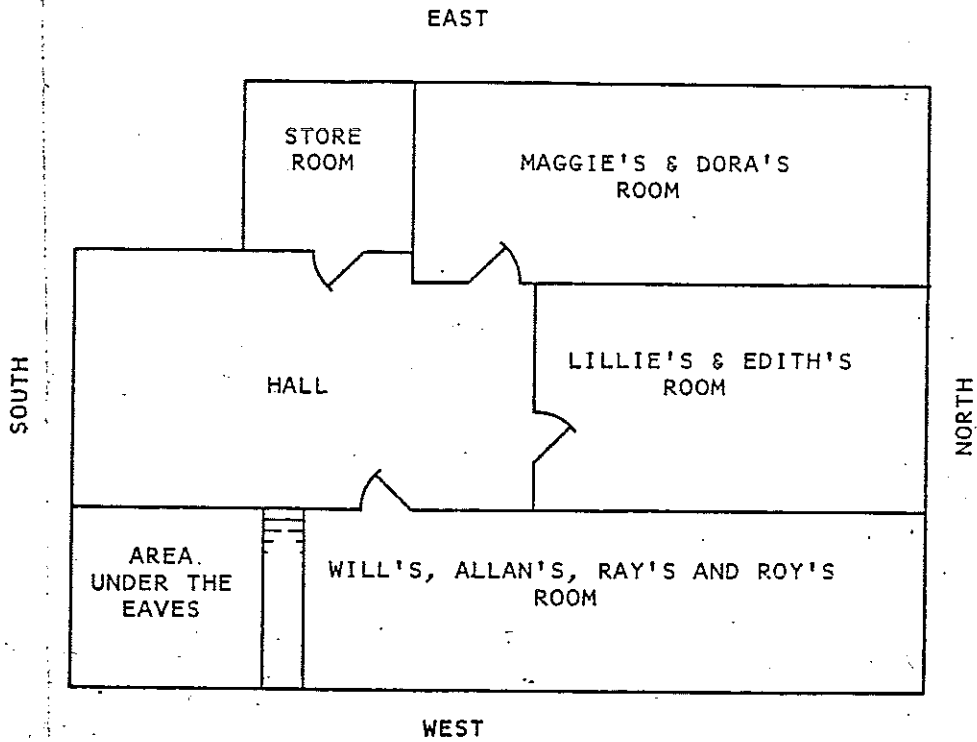 EAST
STORE
ROOM
MAGGIE'S & DORA'S
ROOM
SOUTH
HALL
LILLIE'S & EDITH'S
ROOM
NORTH
AREA.
UNDER THE
EAVES
WILL'S, ALLAN'S, RAY'S AND ROY'S
ROOM
WEST